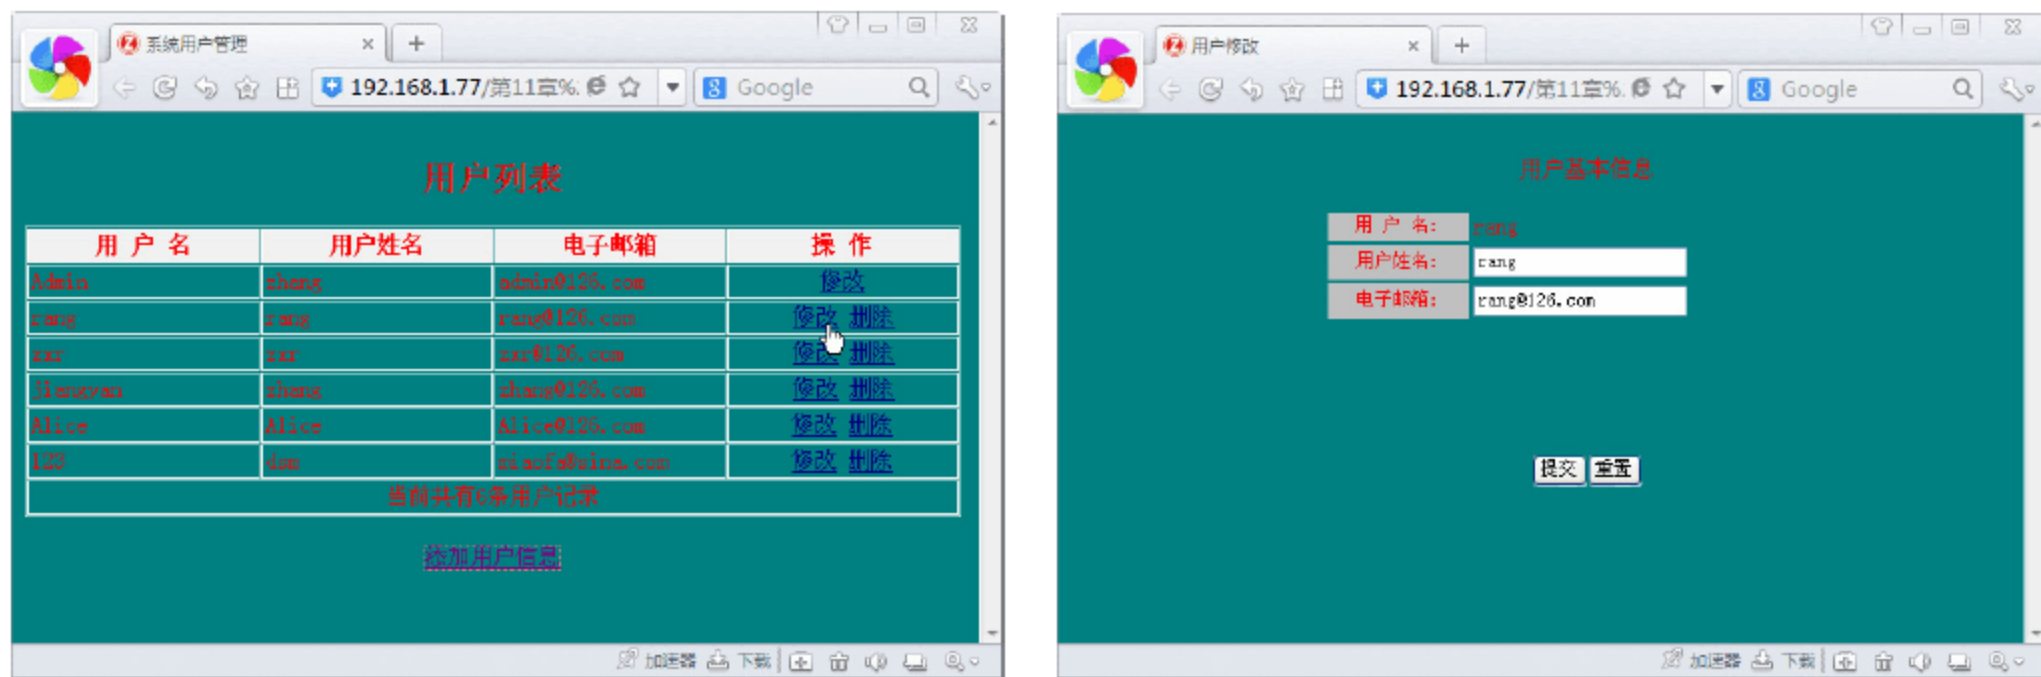 系统用户管理
192.168.1.77/第11章%.
Google
用户列表
用 户 名 用户姓名 电子邮箱 操 作
Admin zhang admin@126.com 修改
rang rang rang@126.com 修改 删除
zxr zxr zxr@126.com 修改 删除
jiangyan zhang zhang@126.com 修改 删除
Alice Alice Alice@126.com 修改 删除
123 dsm miaofa@sina.com 修改 删除
当前共有6条用户记录
添加用户信息
加速器 下载
用户修改
192.168.1.77/第11章%.
Google
用户基本信息
用 户 名: rang
用户姓名: rang
电子邮箱: rang@126.com
提交 重置
加速器 下载